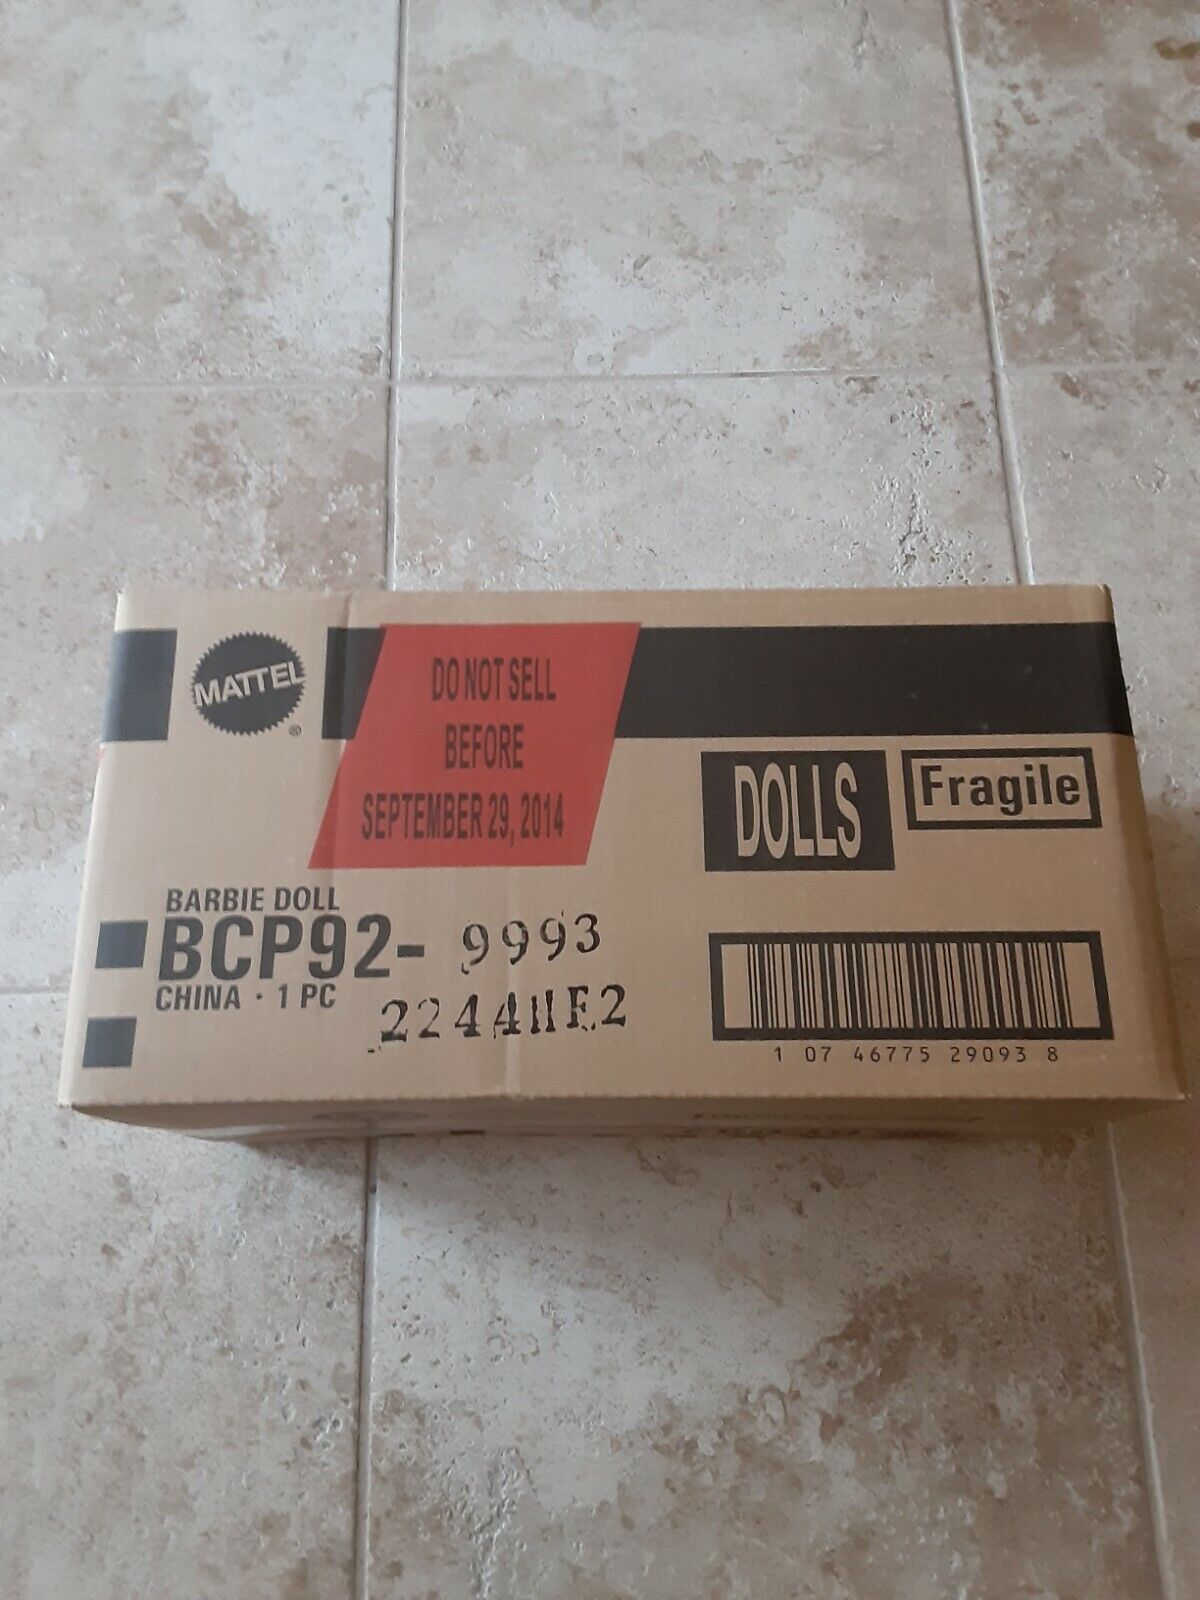 MATTEL
®
DO NOT SELL
BEFORE
SEPTEMBER 29, 2014
DOLLS
Fragile
BARBIE DOLL
BCP92- 9993
CHINA · 1 PC
2244HF2
1 07 46775 29093 8